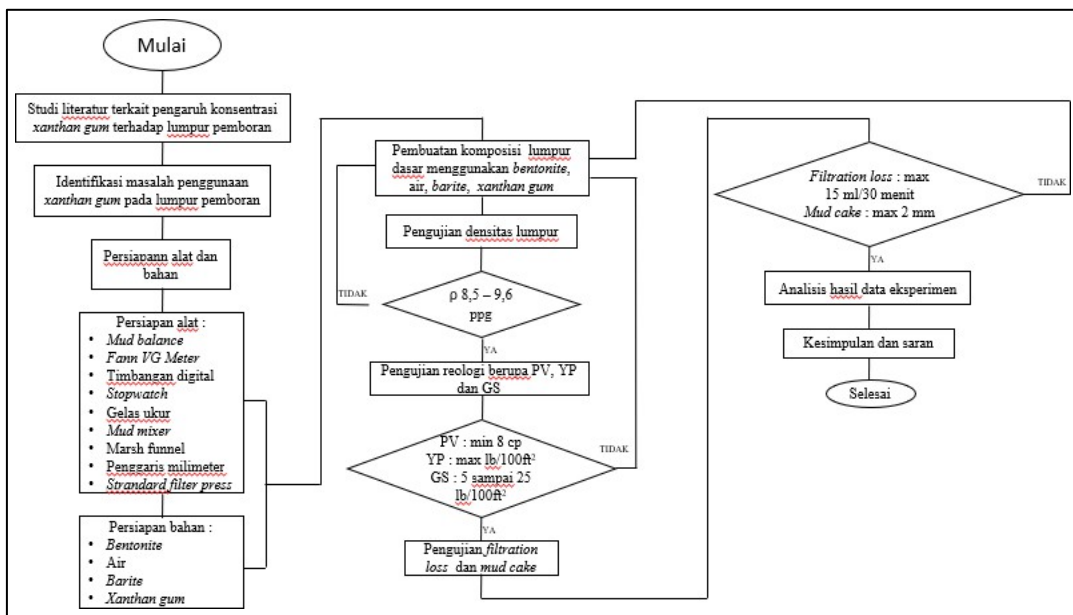 Mulai
Studi literatur terkait pengaruh konsentrasi
xanthan gum terhadap lumpur pemboran
Identifikasi masalah penggunaan
xanthan gum pada lumpur pemboran
Persiapann alat dan
bahan
Persiapan alat :
• Mud balance
• Fann VG Meter
• Timbangan digital
• Stopwatch
• Gelas ukur
• Mud mixer
• Marsh funnel
• Penggaris milimeter
• Strandard filter press
Persiapan bahan :
• Bentonite
• Air
• Barite
• Xanthan gum
Pembuatan komposisi lumpur
dasar menggunakan bentonite,
air, barite, xanthan gum
Pengujian densitas lumpur
TIDAK
ρ 8,5 – 9,6
ppg
YA
Pengujian reologi berupa PV, YP
dan GS
PV : min 8 cp
YP : max lb/100ft²
GS : 5 sampai 25
lb/100ft²
TIDAK
YA
Pengujian filtration
loss dan mud cake
Filtration loss : max
15 ml/30 menit
Mud cake : max 2 mm
TIDAK
YA
Analisis hasil data eksperimen
Kesimpulan dan saran
Selesai